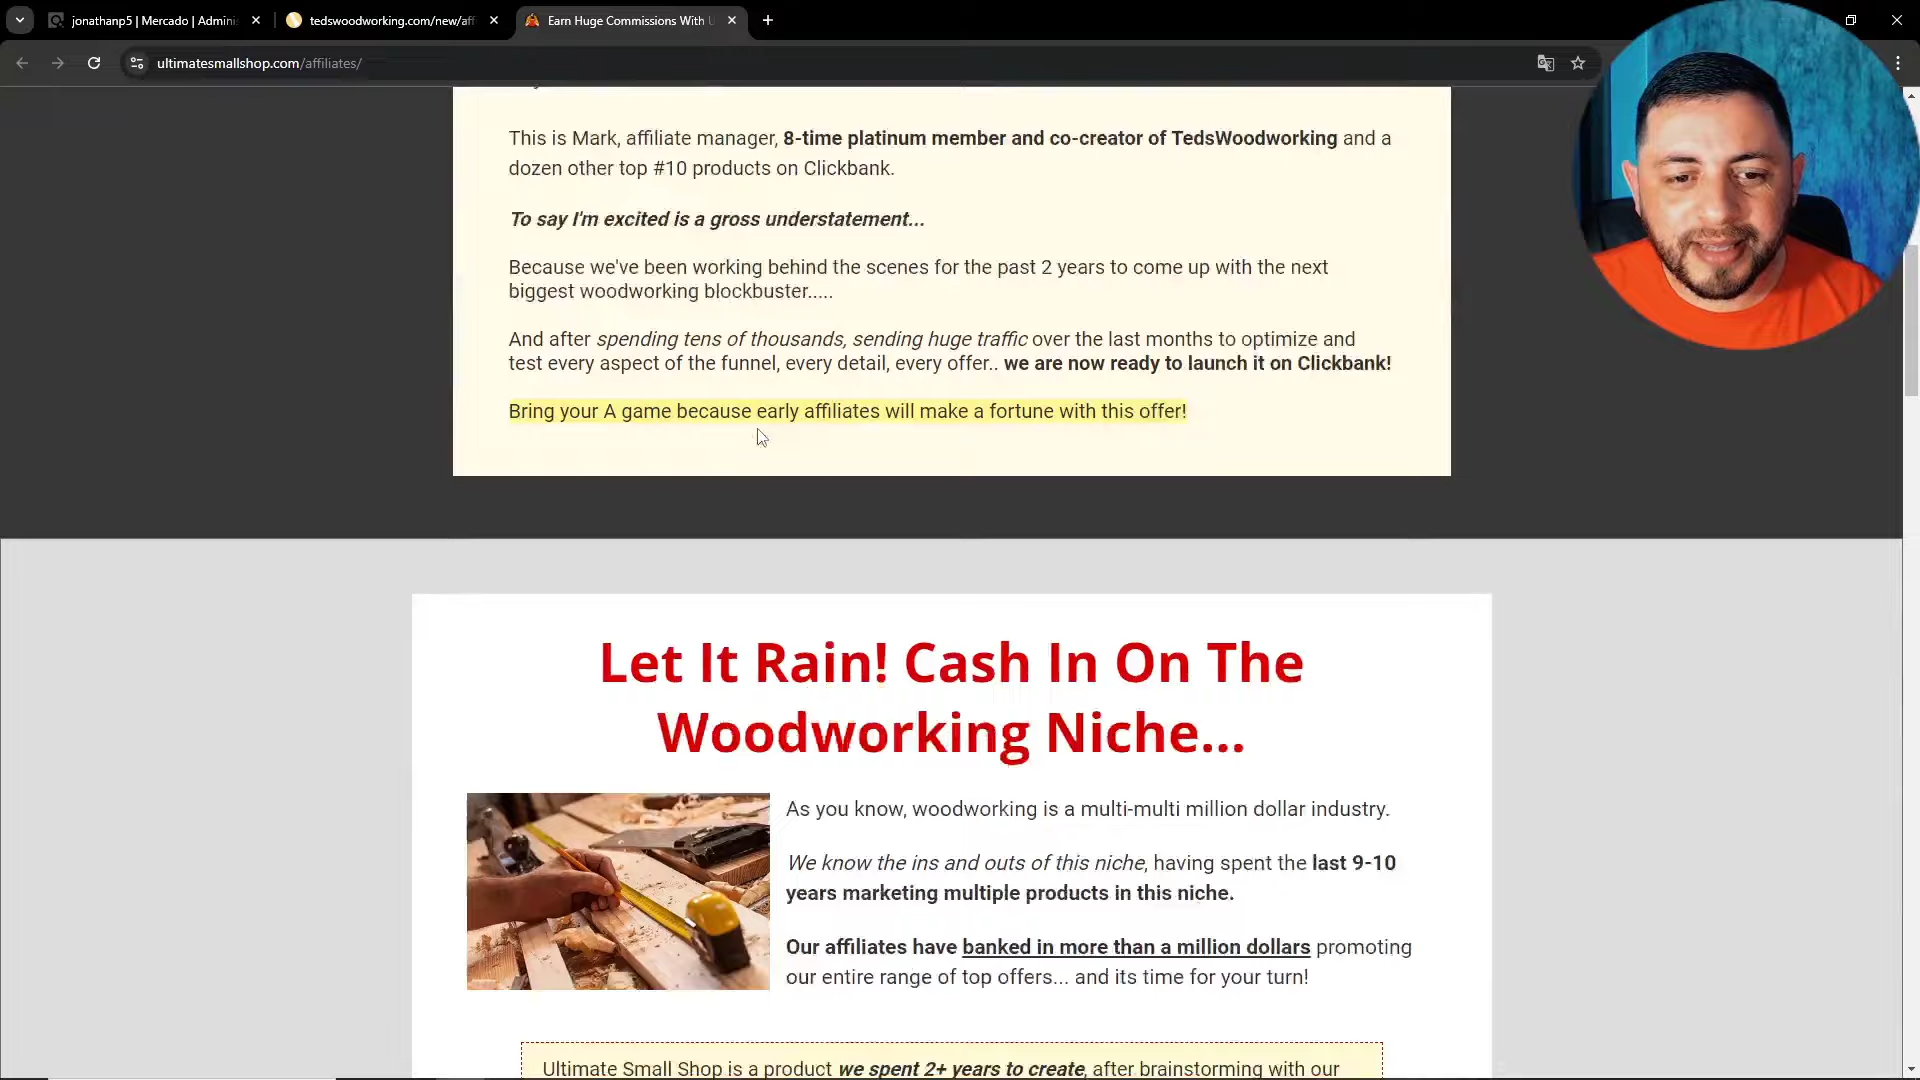 jonathanp5 | Mercado | Admini
tedswoodworking.com/new/aff
Earn Huge Commissions With U
ultimatesmallshop.com/affiliates/
This is Mark, affiliate manager, 8-time platinum member and co-creator of TedsWoodworking and a
dozen other top #10 products on Clickbank.
To say I'm excited is a gross understatement...
Because we've been working behind the scenes for the past 2 years to come up with the next
biggest woodworking blockbuster.....
And after spending tens of thousands, sending huge traffic over the last months to optimize and
test every aspect of the funnel, every detail, every offer.. we are now ready to launch it on Clickbank!
Bring your A game because early affiliates will make a fortune with this offer!
Let It Rain! Cash In On The
Woodworking Niche...
As you know, woodworking is a multi-multi million dollar industry.
We know the ins and outs of this niche, having spent the last 9-10
years marketing multiple products in this niche.
Our affiliates have banked in more than a million dollars promoting
our entire range of top offers... and its time for your turn!
Ultimate Small Shop is a product we spent 2+ years to create, after brainstorming with our